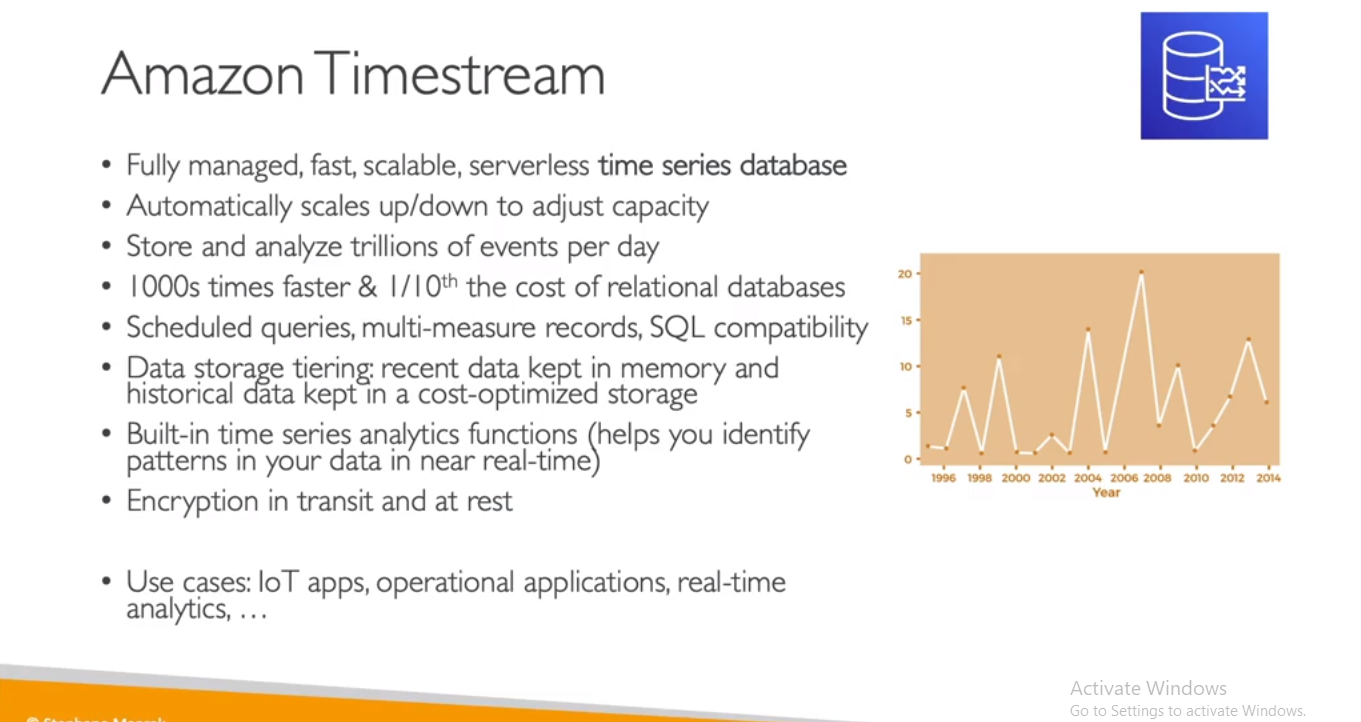 Amazon Timestream
• Fully managed, fast, scalable, serverless time series database
• Automatically scales up/down to adjust capacity
• Store and analyze trillions of events per day
• 1000s times faster & 1/10th the cost of relational databases
• Scheduled queries, multi-measure records, SQL compatibility
• Data storage tiering: recent data kept in memory and
historical data kept in a cost-optimized storage
• Built-in time series analytics functions (helps you identify
patterns in your data in near real-time)
• Encryption in transit and at rest
• Use cases: IoT apps, operational applications, real-time
analytics, …
20
15
10
5
0
1996 1998 2000 2002 2004 2006 2008 2010 2012 2014
Year
Activate Windows
Go to Settings to activate Windows.
© Stephane Maarek